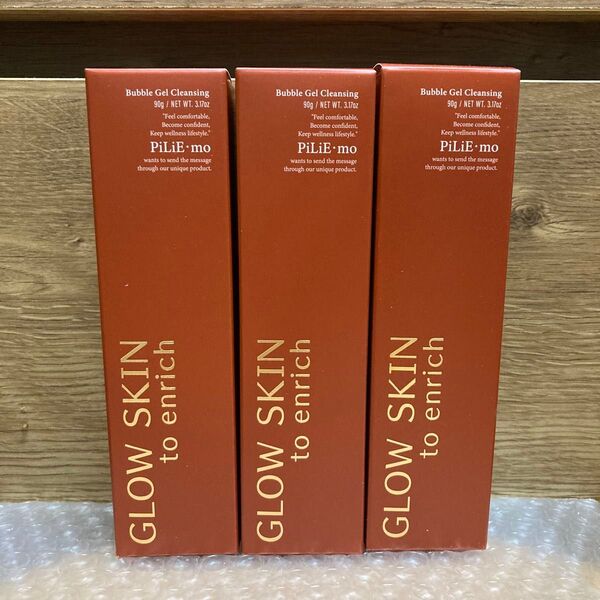 Bubble Gel Cleansing
90g / NET WT. 3.17oz
"Feel comfortable,
Become confident,
Keep wellness lifestyle."
PiLiE·mo
wants to send the message
through our unique product.
GLOW SKIN
to enrich
Bubble Gel Cleansing
90g / NET WT. 3.17oz
"Feel comfortable,
Become confident,
Keep wellness lifestyle."
PiLiE·mo
wants to send the message
through our unique product.
GLOW SKIN
to enrich
Bubble Gel Cleansing
90g / NET WT. 3.17oz
"Feel comfortable,
Become confident,
Keep wellness lifestyle."
PiLiE·mo
wants to send the message
through our unique product.
GLOW SKIN
to enrich